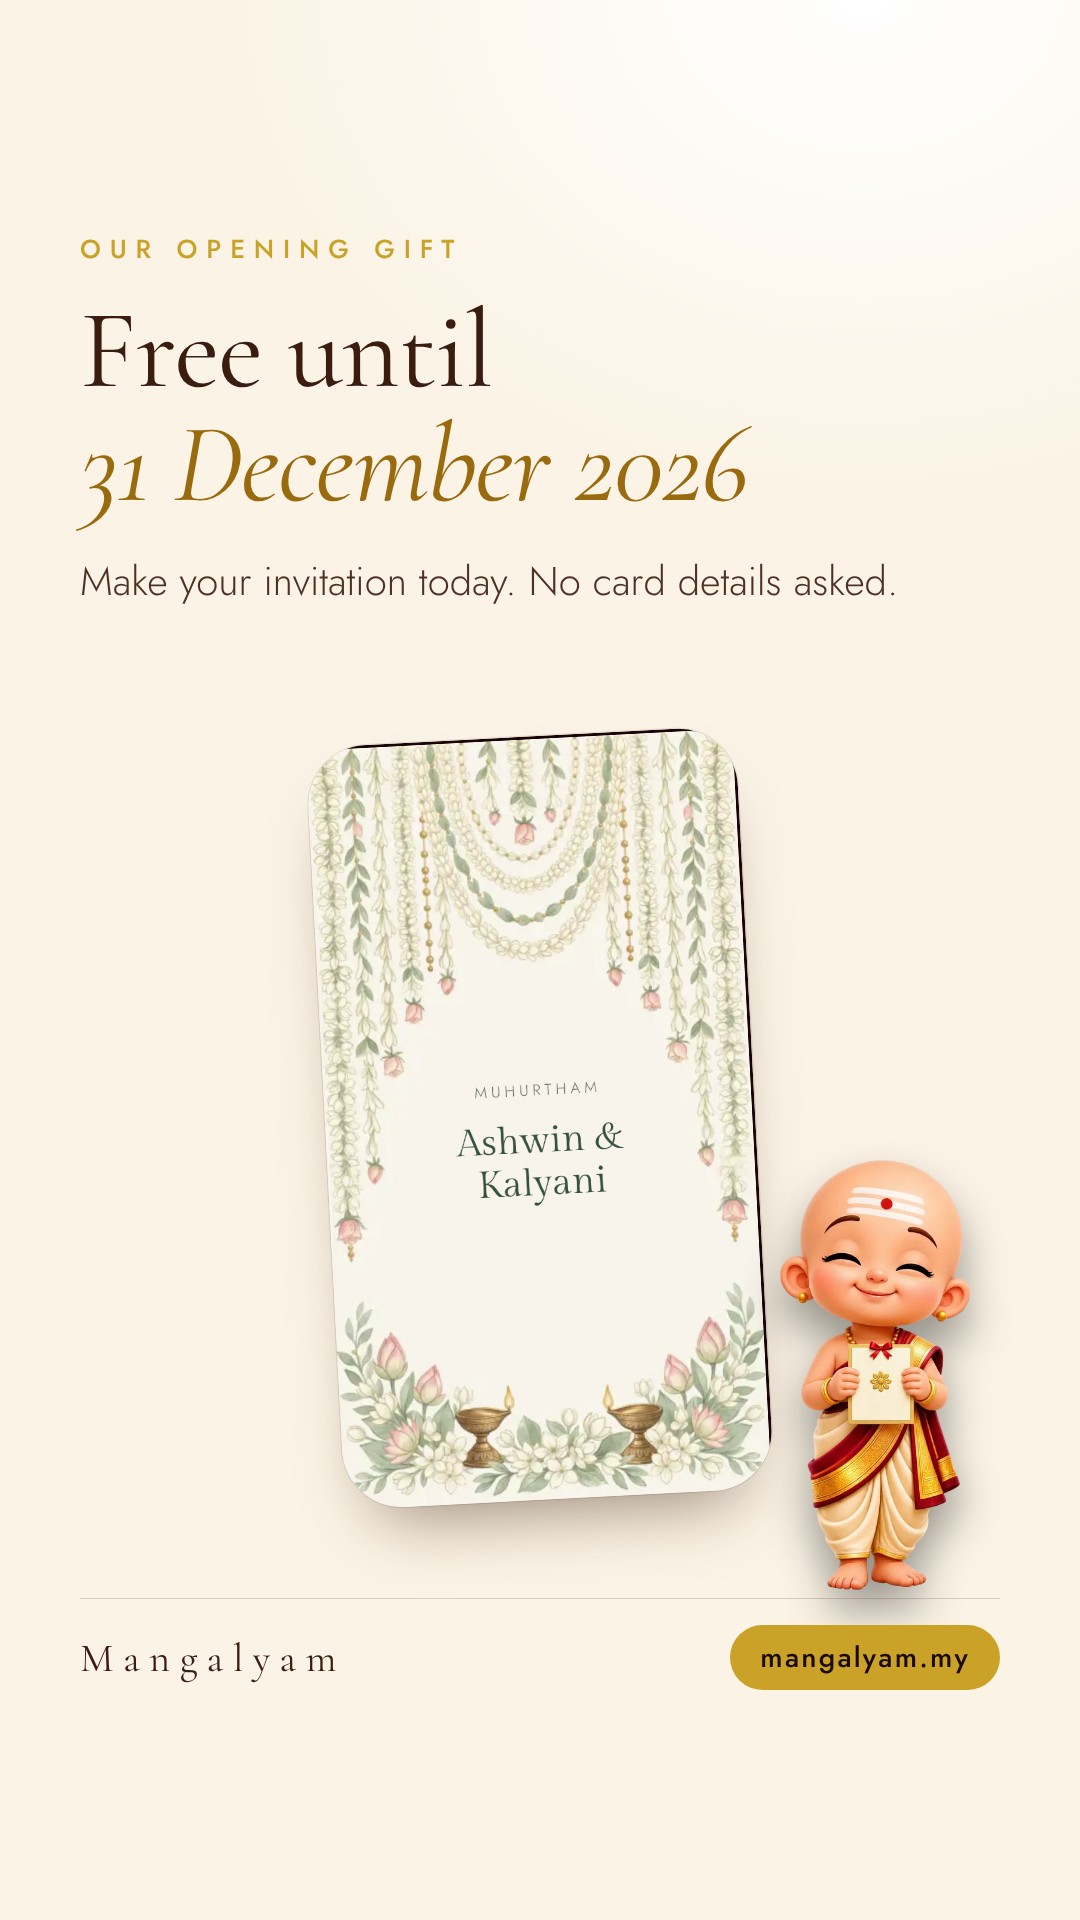 OUR OPENING GIFT
Free until
31 December 2026
Make your invitation today. No card details asked.
MUHURTHAM
Ashwin &
Kalyani
Mangalyam
mangalyam.my